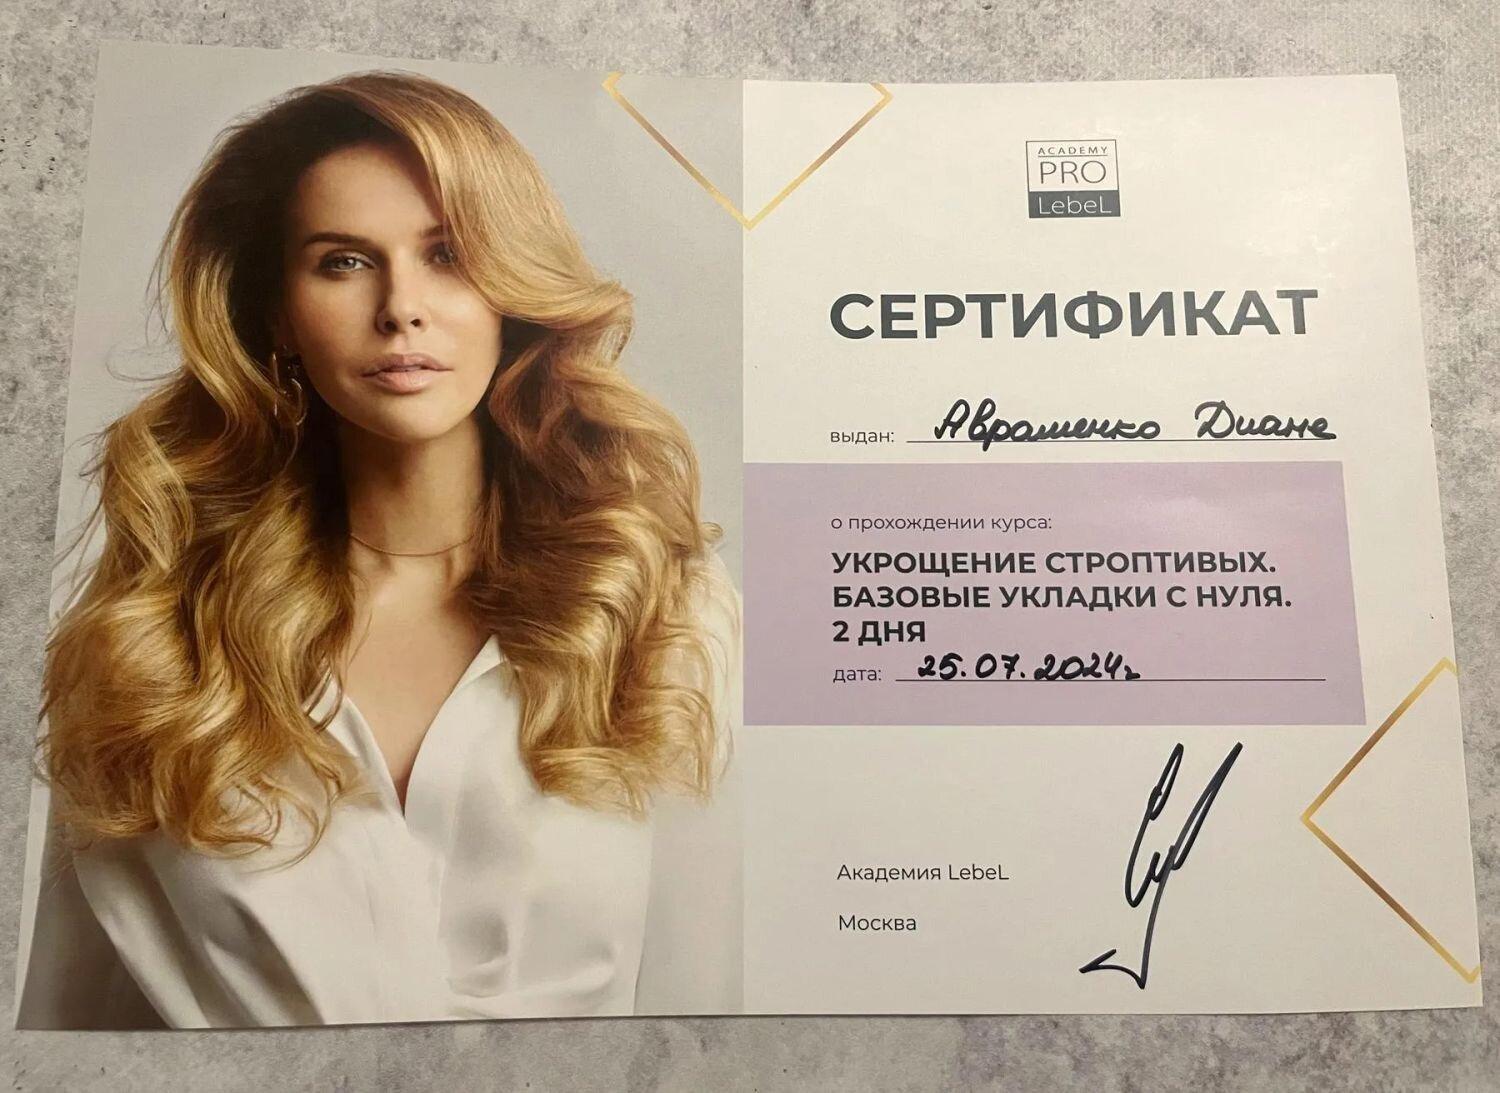 ACADEMY
PRO
LebeL
СЕРТИФИКАТ
выдан: Авраменко Диане
о прохождении курса:
УКРОЩЕНИЕ СТРОПТИВЫХ.
БАЗОВЫЕ УКЛАДКИ С НУЛЯ.
2 ДНЯ
дата: 25.07.2024г
Академия LebeL
Москва